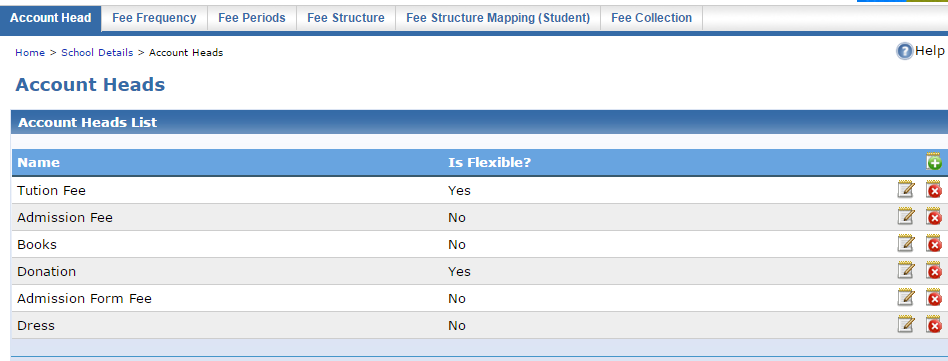 Account Head Fee Frequency Fee Periods Fee Structure Fee Structure Mapping (Student) Fee Collection
Home > School Details > Account Heads Help
Account Heads
Account Heads List
Name Is Flexible?
Tution Fee Yes
Admission Fee No
Books No
Donation Yes
Admission Form Fee No
Dress No